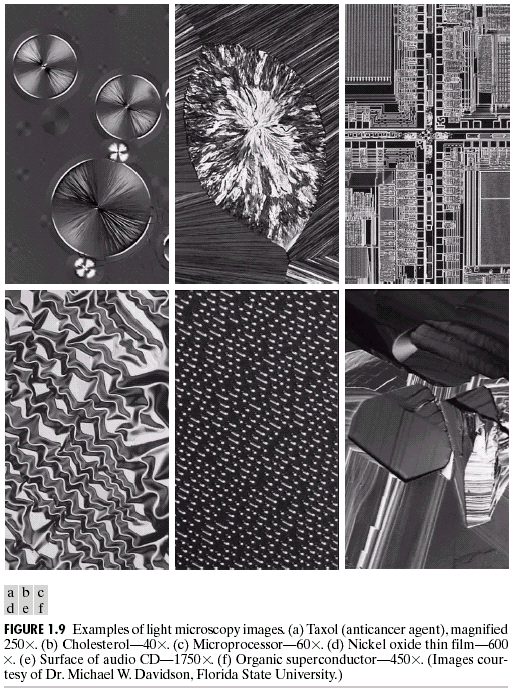 a b c
d e f
FIGURE 1.9 Examples of light microscopy images. (a) Taxol (anticancer agent), magnified
250×. (b) Cholesterol—40×. (c) Microprocessor—60×. (d) Nickel oxide thin film—600
×. (e) Surface of audio CD—1750×. (f) Organic superconductor—450×. (Images cour-
tesy of Dr. Michael W. Davidson, Florida State University.)